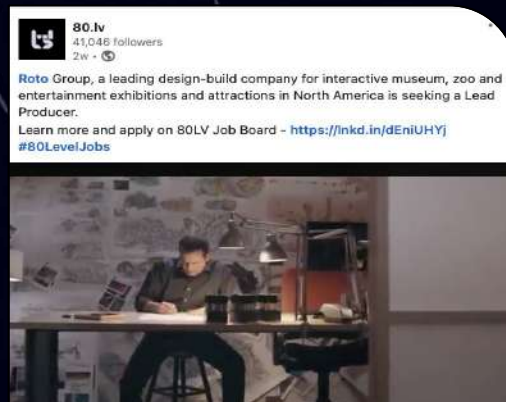 80.lv
41,046 followers
2w •
Roto Group, a leading design-build company for interactive museum, zoo and
entertainment exhibitions and attractions in North America is seeking a Lead
Producer.
Learn more and apply on 80LV Job Board - https://lnkd.in/dEniUHYj
#80LevelJobs